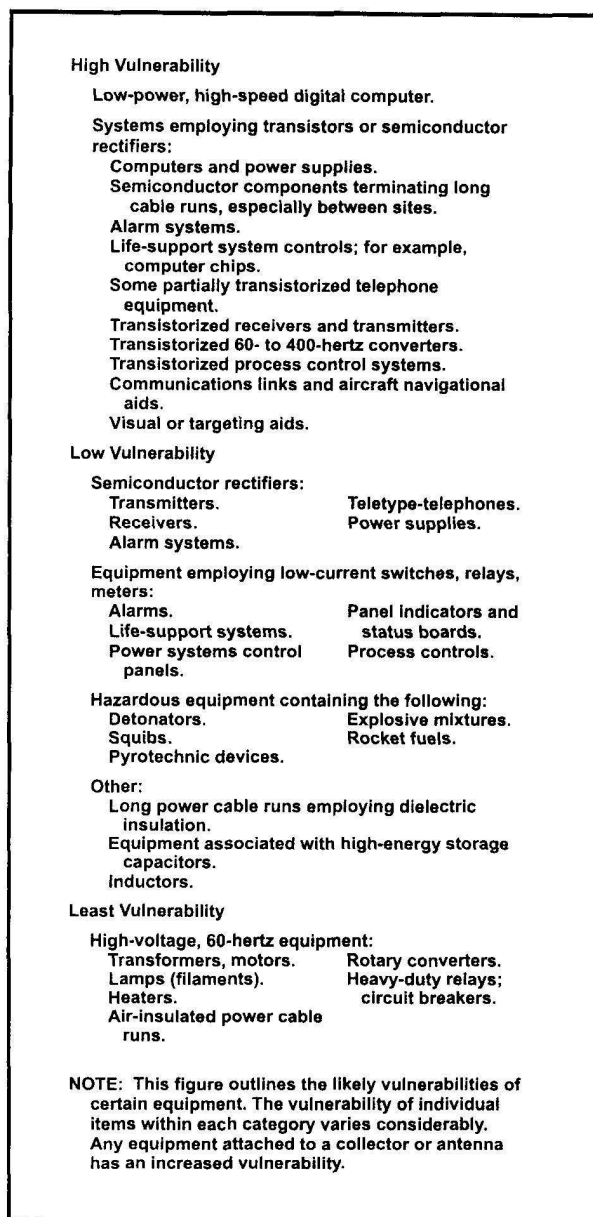 High Vulnerability
Low-power, high-speed digital computer.
Systems employing transistors or semiconductor
rectifiers:
Computers and power supplies.
Semiconductor components terminating long
cable runs, especially between sites.
Alarm systems.
Life-support system controls; for example,
computer chips.
Some partially transistorized telephone
equipment.
Transistorized receivers and transmitters.
Transistorized 60- to 400-hertz converters.
Transistorized process control systems.
Communications links and aircraft navigational
aids.
Visual or targeting aids.
Low Vulnerability
Semiconductor rectifiers:
Transmitters. Teletype-telephones.
Receivers. Power supplies.
Alarm systems.
Equipment employing low-current switches, relays,
meters:
Alarms. Panel indicators and
Life-support systems. status boards.
Power systems control Process controls.
panels.
Hazardous equipment containing the following:
Detonators. Explosive mixtures.
Squibs. Rocket fuels.
Pyrotechnic devices.
Other:
Long power cable runs employing dielectric
insulation.
Equipment associated with high-energy storage
capacitors.
Inductors.
Least Vulnerability
High-voltage, 60-hertz equipment:
Transformers, motors. Rotary converters.
Lamps (filaments). Heavy-duty relays;
Heaters. circuit breakers.
Air-insulated power cable
runs.
NOTE: This figure outlines the likely vulnerabilities of
certain equipment. The vulnerability of individual
items within each category varies considerably.
Any equipment attached to a collector or antenna
has an increased vulnerability.